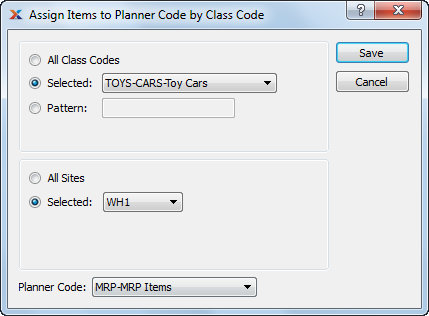 Assign Items to Planner Code by Class Code
All Class Codes
Selected: TOYS-CARS-Toy Cars
Pattern:
Save
Cancel
All Sites
Selected: WH1
Planner Code: MRP-MRP Items